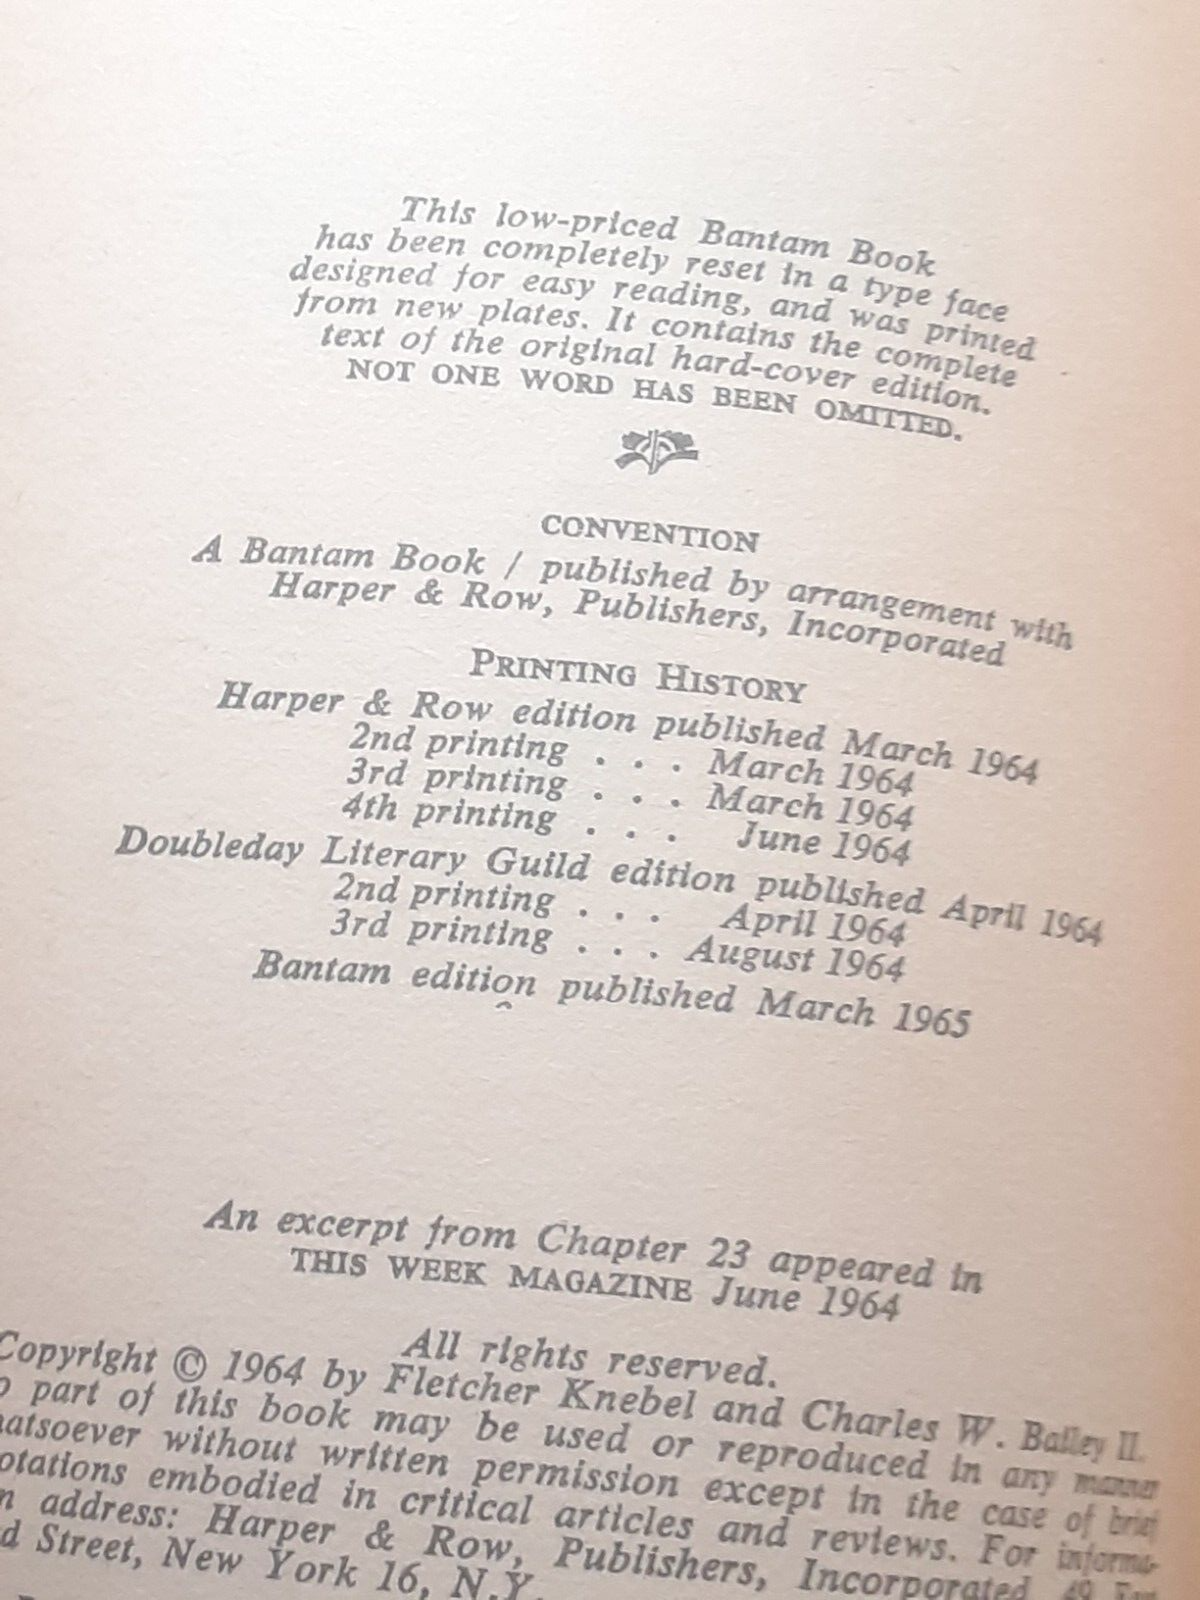 This low-priced Bantam Book
has been completely reset in a type face
designed for easy reading, and was printed
from new plates. It contains the complete
text of the original hard-cover edition.
NOT ONE WORD HAS BEEN OMITTED.
CONVENTION
A Bantam Book / published by arrangement with
Harper & Row, Publishers, Incorporated
PRINTING HISTORY
Harper & Row edition published March 1964
2nd printing . . . March 1964
3rd printing . . . March 1964
4th printing . . . June 1964
Doubleday Literary Guild edition published April 1964
2nd printing . . . April 1964
3rd printing . . . August 1964
Bantam edition published March 1965
An excerpt from Chapter 23 appeared in
THIS WEEK MAGAZINE June 1964
All rights reserved.
Copyright © 1964 by Fletcher Knebel and Charles W. Bailey II.
part of this book may be used or reproduced in any manner
atsoever without written permission except in the case of brief
otations embodied in critical articles and reviews. For informa-
n address: Harper & Row, Publishers, Incorporated, 49 East
d Street, New York 16, N.Y.